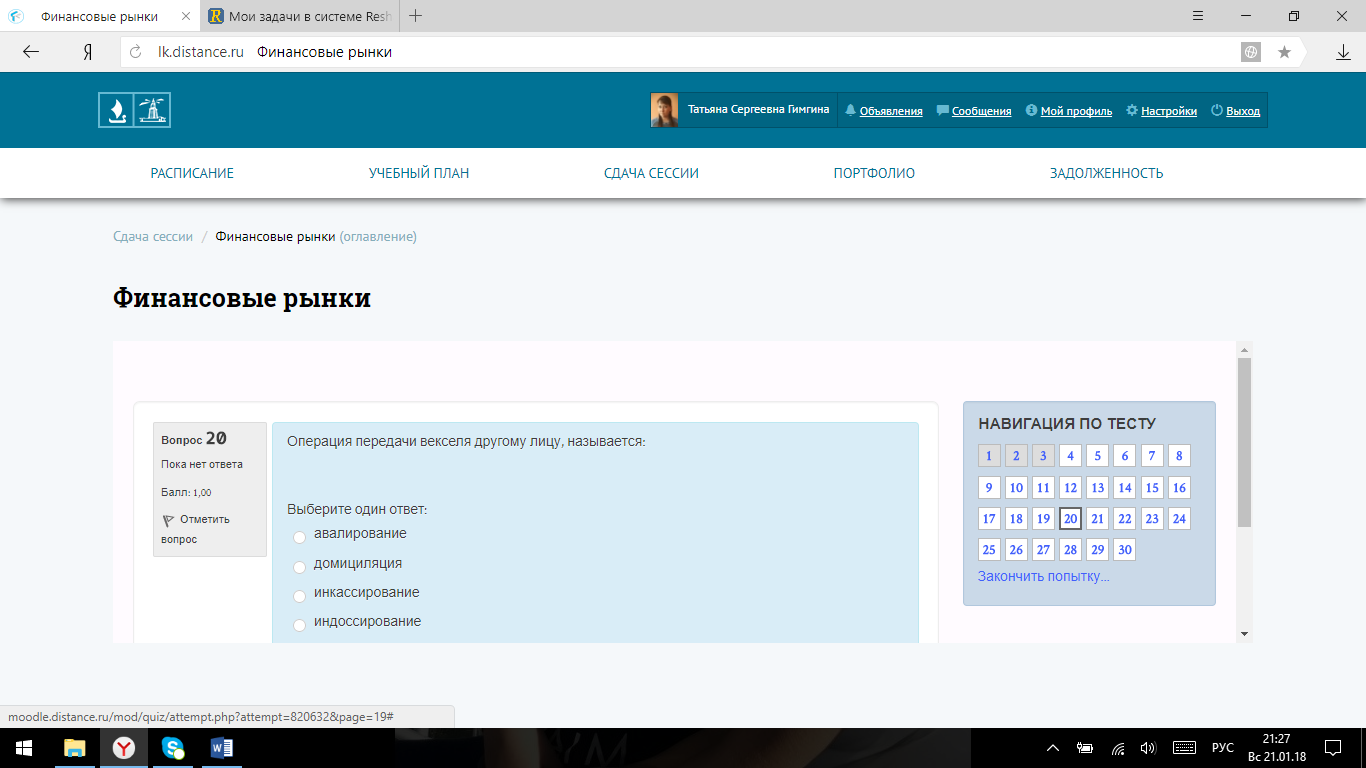 Финансовые рынки
Мои задачи в системе Resh
Я
lk.distance.ru Финансовые рынки
Татьяна Сергеевна Гимгина Объявления Сообщения Мой профиль Настройки Выход
РАСПИСАНИЕ УЧЕБНЫЙ ПЛАН СДАЧА СЕССИИ ПОРТФОЛИО ЗАДОЛЖЕННОСТЬ
Сдача сессии / Финансовые рынки (оглавление)
Финансовые рынки
Вопрос 20
Пока нет ответа
Балл: 1,00
Отметить
вопрос
Операция передачи векселя другому лицу, называется:
Выберите один ответ:
авалирование
домициляция
инкассирование
индоссирование
НАВИГАЦИЯ ПО ТЕСТУ
1 2 3 4 5 6 7 8
9 10 11 12 13 14 15 16
17 18 19 20 21 22 23 24
25 26 27 28 29 30
Закончить попытку...
moodle.distance.ru/mod/quiz/attempt.php?attempt=820632&page=19#
РУС
21:27
Вс 21.01.18